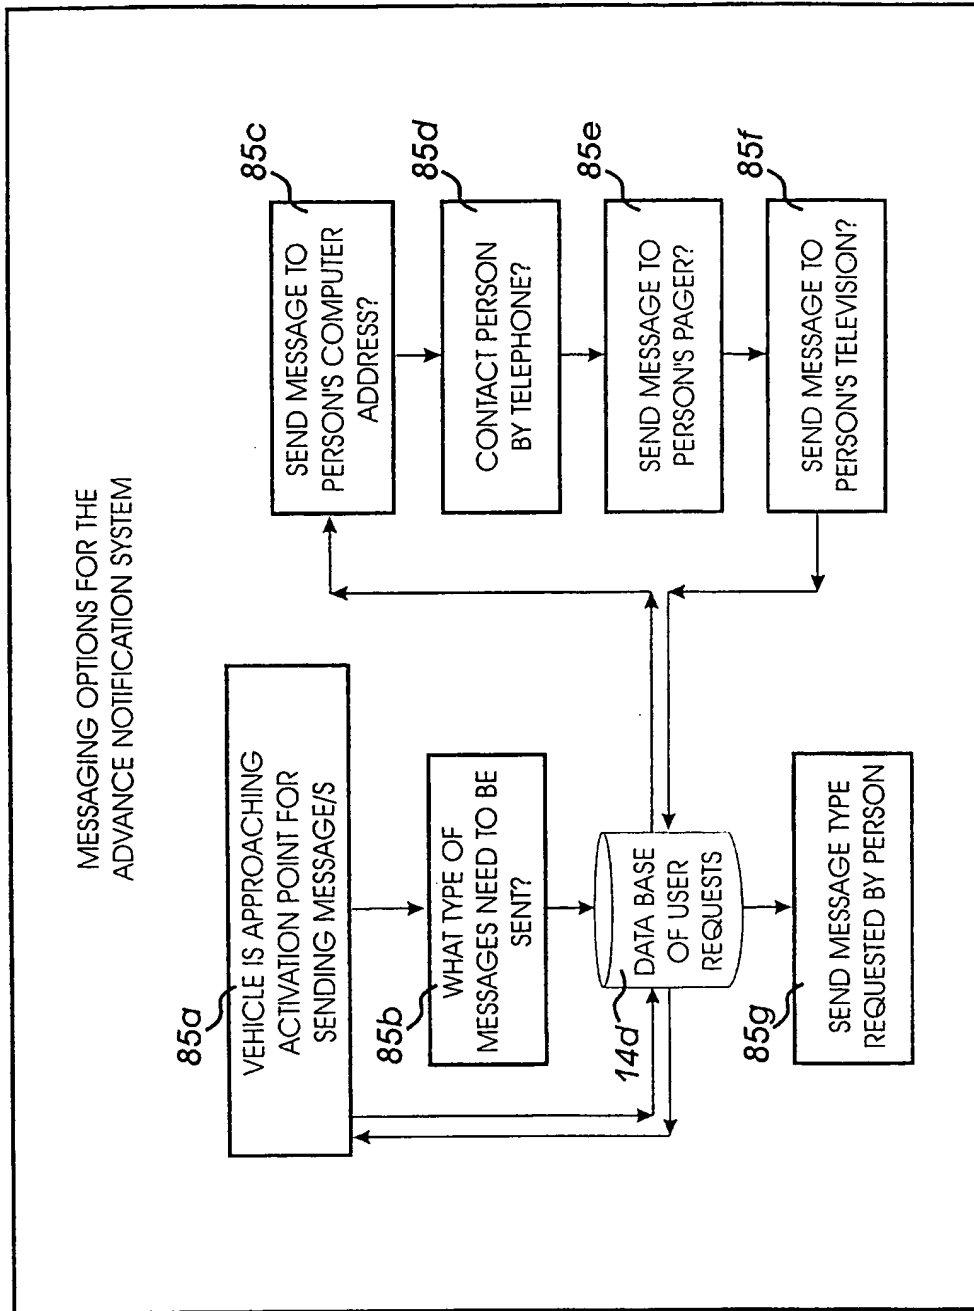 MESSAGING OPTIONS FOR THE
ADVANCE NOTIFICATION SYSTEM
85a
VEHICLE IS APPROACHING
ACTIVATION POINT FOR
SENDING MESSAGE/S
85b
WHAT TYPE OF
MESSAGES NEED TO BE
SENT?
14d
DATA BASE
OF USER
REQUESTS
85g
SEND MESSAGE TYPE
REQUESTED BY PERSON
85c
SEND MESSAGE TO
PERSON'S COMPUTER
ADDRESS?
85d
CONTACT PERSON
BY TELEPHONE?
85e
SEND MESSAGE TO
PERSON'S PAGER?
85f
SEND MESSAGE TO
PERSON'S TELEVISION?